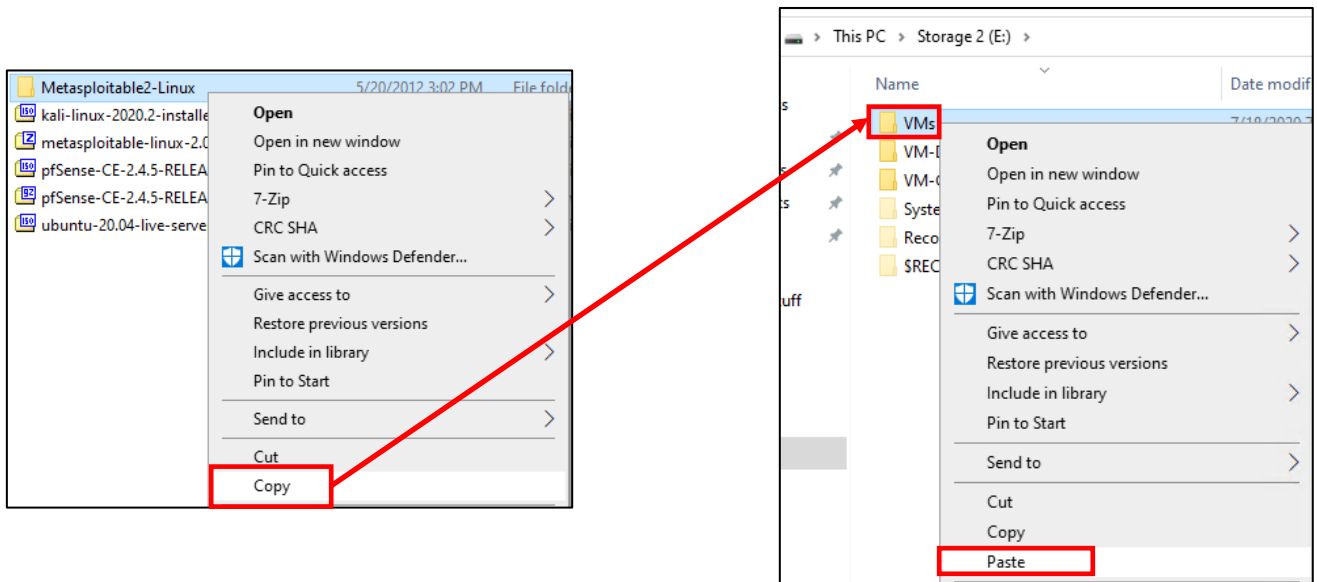 Metasploitable2-Linux 5/20/2012 3:02 PM File folde
kali-linux-2020.2-installe
metasploitable-linux-2.0
pfSense-CE-2.4.5-RELEA
pfSense-CE-2.4.5-RELEA
ubuntu-20.04-live-serve
Open
Open in new window
Pin to Quick access
7-Zip
CRC SHA
Scan with Windows Defender...
Give access to
Restore previous versions
Include in library
Pin to Start
Send to
Cut
Copy
This PC > Storage 2 (E:) >
Name Date modif
VMs
VM-
VM-
Syste
Reco
$REC
s
s
uff
Open
Open in new window
Pin to Quick access
7-Zip
CRC SHA
Scan with Windows Defender...
Give access to
Restore previous versions
Include in library
Pin to Start
Send to
Cut
Copy
Paste